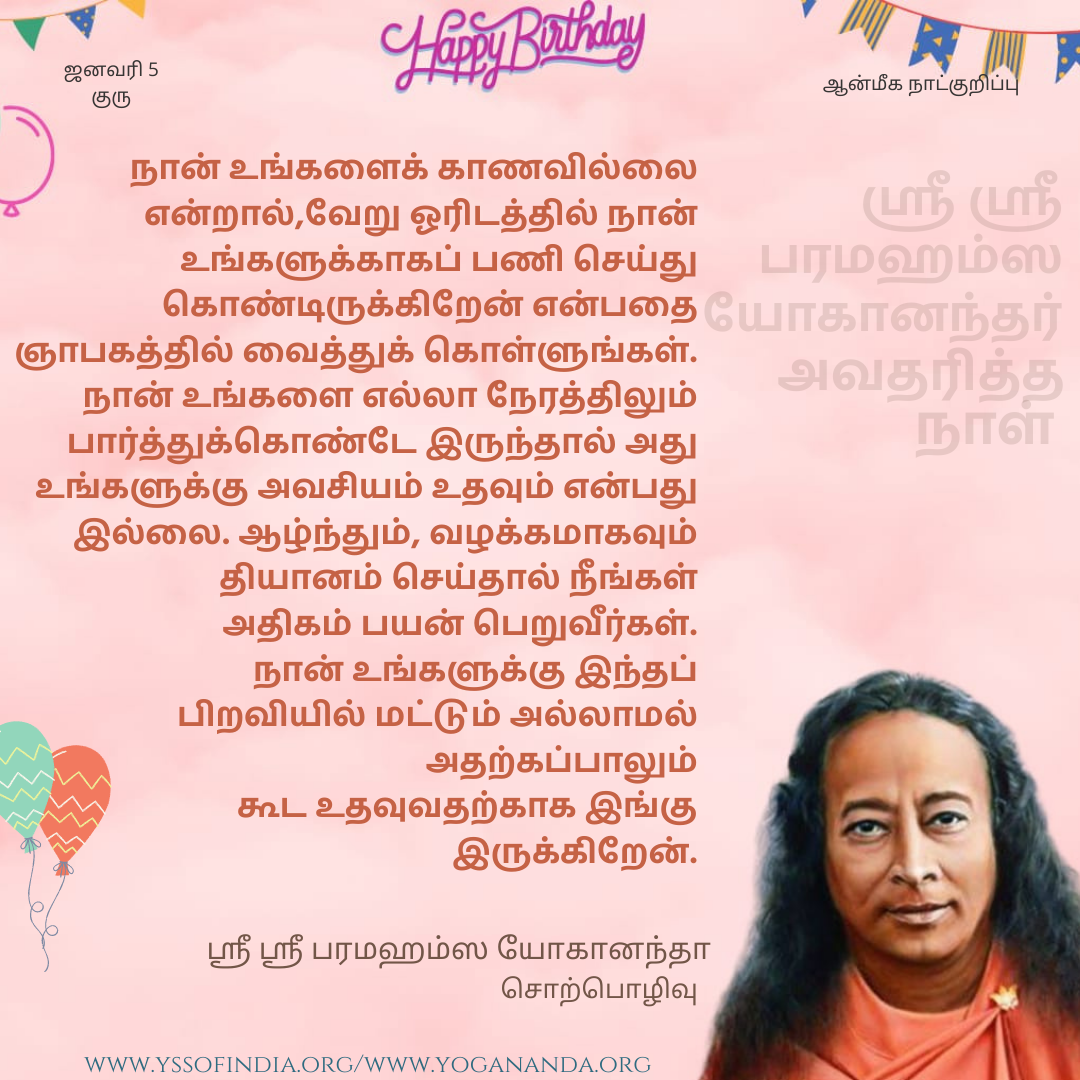 Happy Birthday
ஜனவரி 5
குரு
ஆன்மீக நாட்குறிப்பு
நான் உங்களைக் காணவில்லை
என்றால்,வேறு ஓரிடத்தில் நான்
உங்களுக்காகப் பணி செய்து
கொண்டிருக்கிறேன் என்பதை
ஞாபகத்தில் வைத்துக் கொள்ளுங்கள்.
நான் உங்களை எல்லா நேரத்திலும்
பார்த்துக்கொண்டே இருந்தால் அது
உங்களுக்கு அவசியம் உதவும் என்பது
இல்லை. ஆழ்ந்தும், வழக்கமாகவும்
தியானம் செய்தால் நீங்கள்
அதிகம் பயன் பெறுவீர்கள்.
நான் உங்களுக்கு இந்தப்
பிறவியில் மட்டும் அல்லாமல்
அதற்கப்பாலும்
கூட உதவுவதற்காக இங்கு
இருக்கிறேன்.
ஸ்ரீ ஸ்ரீ
பரமஹம்ஸ
யோகானந்தர்
அவதரித்த
நாள்
ஸ்ரீ ஸ்ரீ பரமஹம்ஸ யோகானந்தா
சொற்பொழிவு
WWW.YSSOFINDIA.ORG/WWW.YOGANANDA.ORG